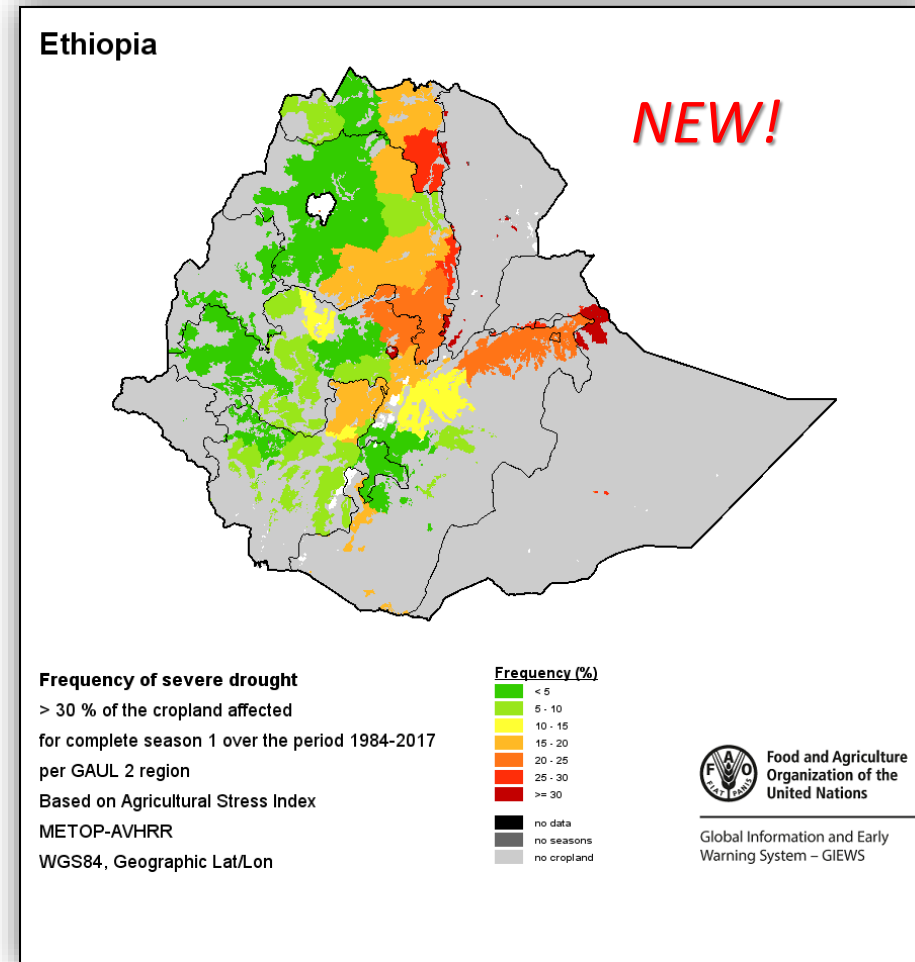 Ethiopia
NEW!
Frequency of severe drought
> 30 % of the cropland affected
for complete season 1 over the period 1984-2017
per GAUL 2 region
Based on Agricultural Stress Index
METOP-AVHRR
WGS84, Geographic Lat/Lon
Frequency (%)
< 5
5 - 10
10 - 15
15 - 20
20 - 25
25 - 30
>= 30
no data
no seasons
no cropland
F A O
FIAT PANIS
Food and Agriculture
Organization of the
United Nations
Global Information and Early
Warning System – GIEWS